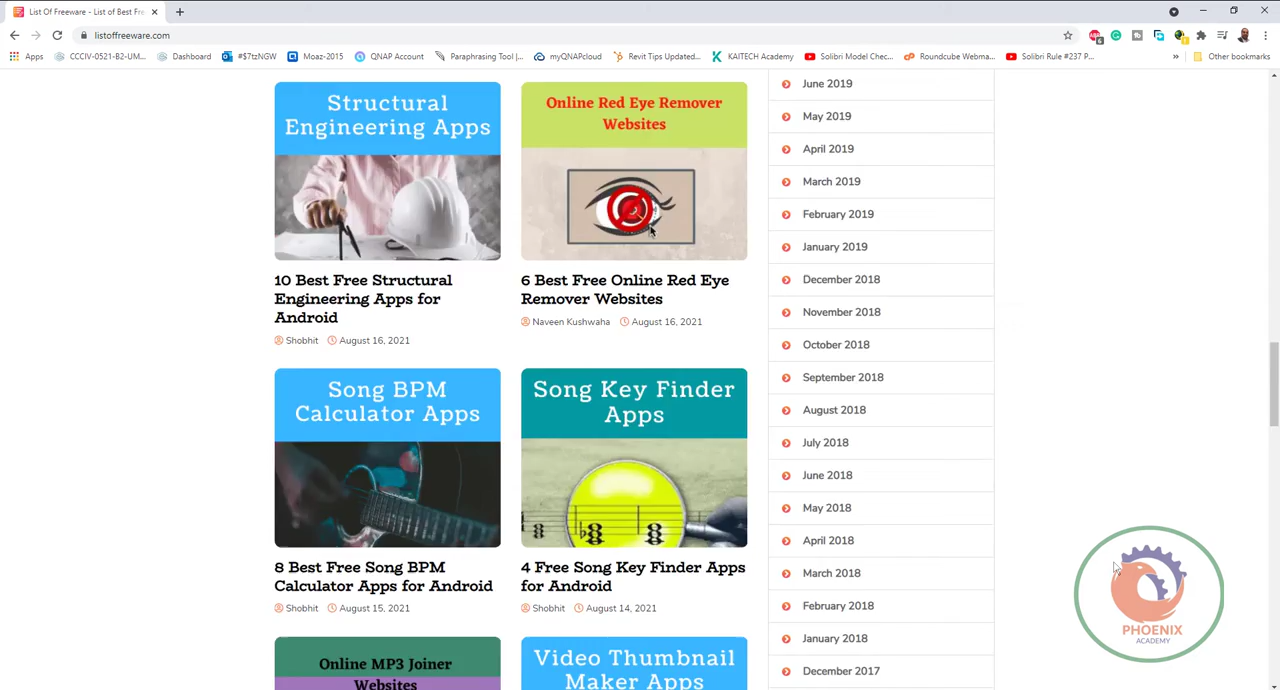 List Of Freeware - List of Best Fre
listoffreeware.com
Apps
CCCIV-0521-B2-UM...
Dashboard
#$7tzNGW
Moaz-2015
QNAP Account
Paraphrasing Tool |...
myQNAPcloud
Revit Tips Updated...
KAITECH Academy
Solibri Model Chec...
Roundcube Webma...
Solibri Rule #237 P...
»
Other bookmarks
Structural
Engineering Apps
10 Best Free Structural
Engineering Apps for
Android
Shobhit August 16, 2021
Online Red Eye Remover
Websites
6 Best Free Online Red Eye
Remover Websites
Naveen Kushwaha August 16, 2021
Song BPM
Calculator Apps
8 Best Free Song BPM
Calculator Apps for Android
Shobhit August 15, 2021
Song Key Finder
Apps
4 Free Song Key Finder Apps
for Android
Shobhit August 14, 2021
Online MP3 Joiner
Websites
Video Thumbnail
Maker Apps
June 2019
May 2019
April 2019
March 2019
February 2019
January 2019
December 2018
November 2018
October 2018
September 2018
August 2018
July 2018
June 2018
May 2018
April 2018
March 2018
February 2018
January 2018
December 2017
PHOENIX
ACADEMY